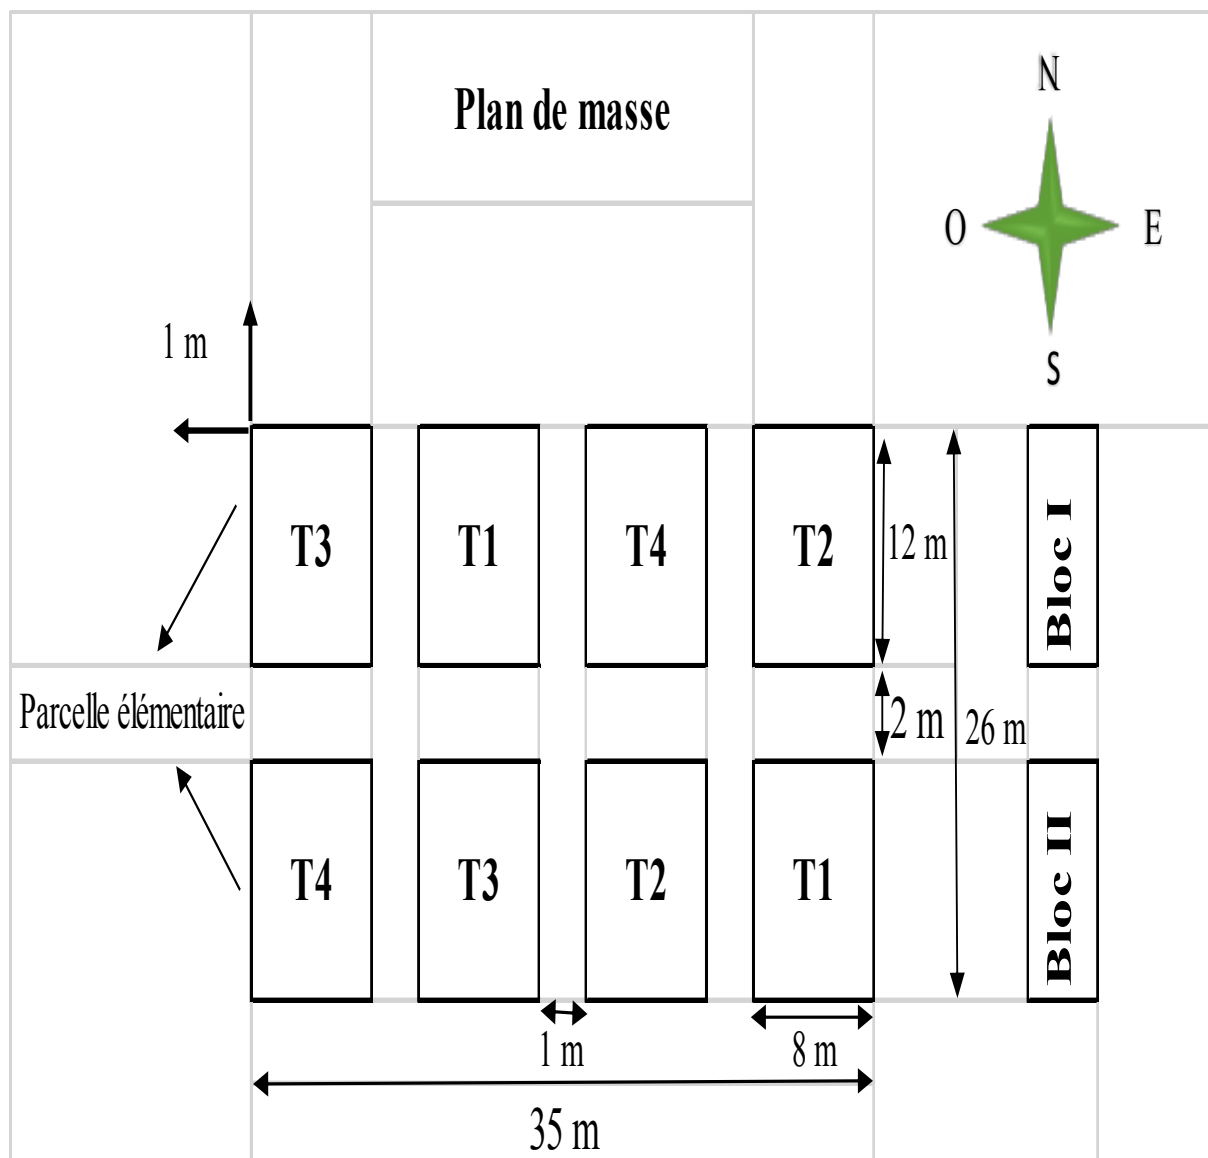 Plan de masse
N
O
E
S
1 m
T3
T1
T4
T2
12 m
Bloc I
Parcelle élémentaire
2 m
26 m
T4
T3
T2
T1
Bloc II
1 m
8 m
35 m